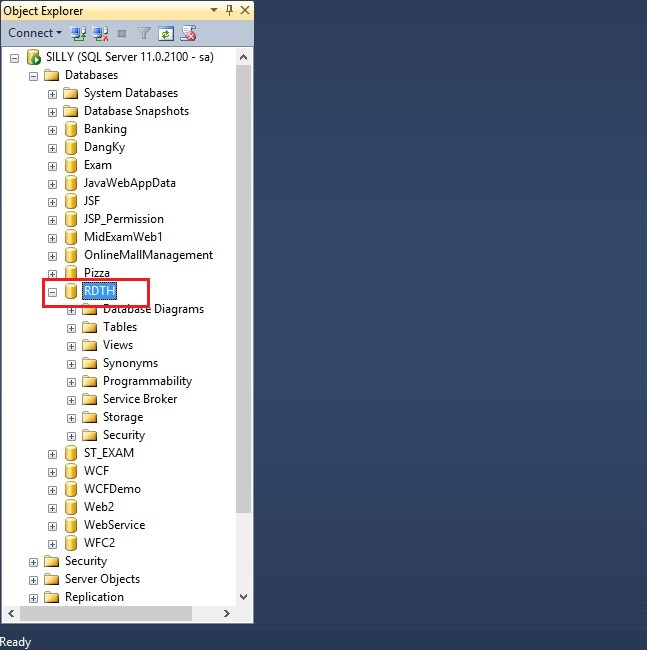 Object Explorer
Connect
SILLY (SQL Server 11.0.2100 - sa)
Databases
System Databases
Database Snapshots
Banking
DangKy
Exam
JavaWebAppData
JSF
JSP_Permission
MidExamWeb1
OnlineMallManagement
Pizza
RDTH
Database Diagrams
Tables
Views
Synonyms
Programmability
Service Broker
Storage
Security
ST_EXAM
WCF
WCFDemo
Web2
WebService
WFC2
Security
Server Objects
Replication
Ready